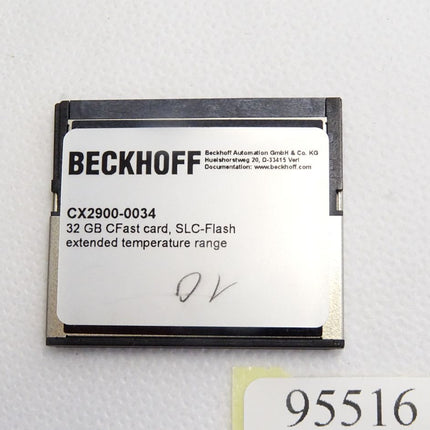 BECKHOFF
Beckhoff Automation GmbH & Co. KG
Huelshorstweg 20, D-33415 Verl
Documentation: www.beckhoff.com
CX2900-0034
32 GB CFast card, SLC-Flash
extended temperature range
95516